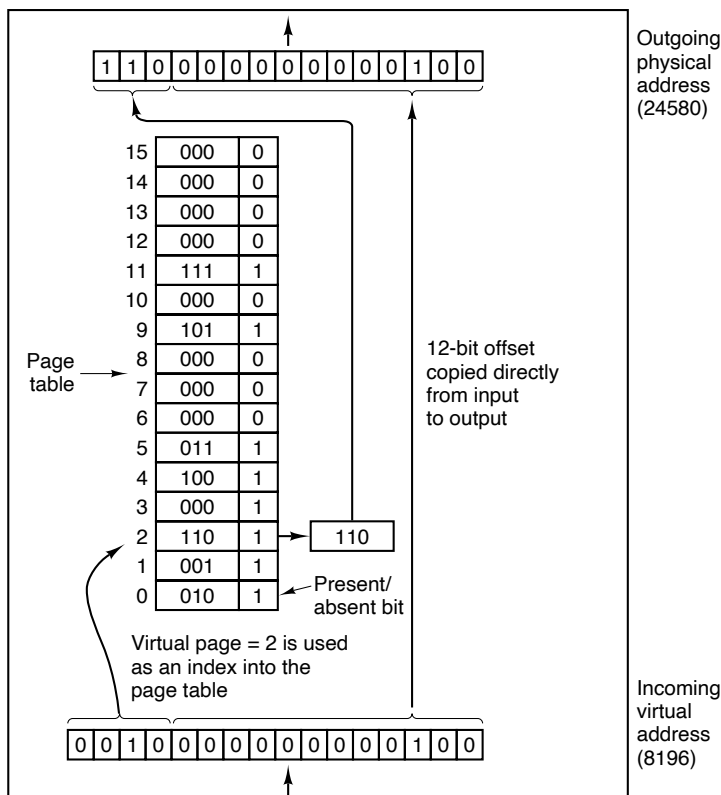 Outgoing
physical
address
(24580)
1 1 0 0 0 0 0 0 0 0 0 0 1 0 0
15 000 0
14 000 0
13 000 0
12 000 0
11 111 1
10 000 0
9 101 1
8 000 0
7 000 0
6 000 0
5 011 1
4 100 1
3 000 1
2 110 1
1 001 1
0 010 1
Page
table
110
12-bit offset
copied directly
from input
to output
Present/
absent bit
Virtual page = 2 is used
as an index into the
page table
0 0 1 0 0 0 0 0 0 0 0 0 0 1 0 0
Incoming
virtual
address
(8196)